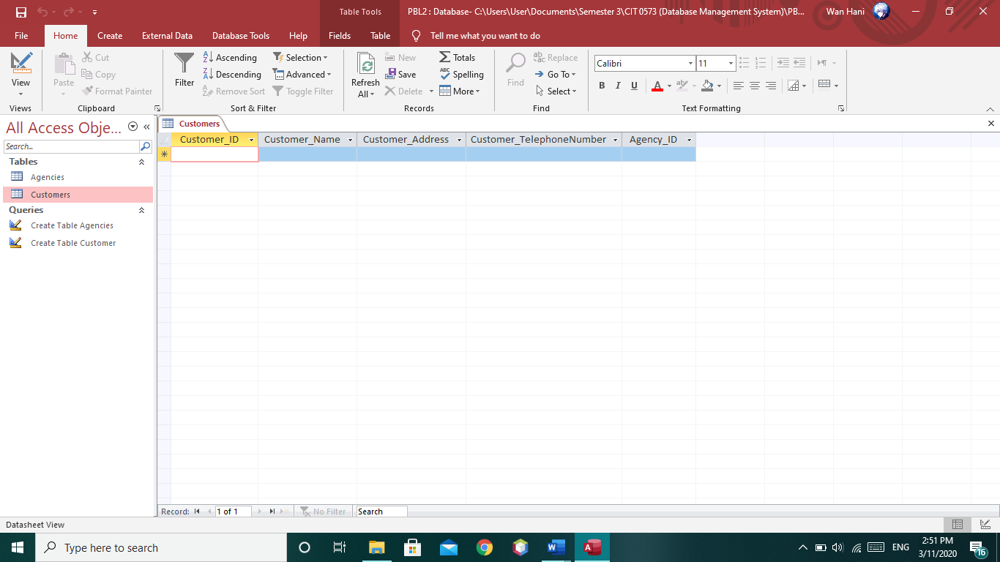 Table Tools
PBL2 : Database- C:\Users\User\Documents\Semester 3\CIT 0573 (Database Management System)\PB...
Wan Hani
File Home Create External Data Database Tools Help Fields Table Tell me what you want to do
View
Views
Paste
Cut
Copy
Format Painter
Clipboard
Filter
Ascending
Descending
Remove Sort
Selection
Advanced
Toggle Filter
Sort & Filter
Refresh
All
New
Save
Delete
Totals
Spelling
More
Records
Find
Replace
Go To
Select
Find
Calibri 11
B I U A
Text Formatting
All Access Obje...
Search...
Tables
Agencies
Customers
Queries
Create Table Agencies
Create Table Customer
Customers
Customer_ID Customer_Name Customer_Address Customer_TelephoneNumber Agency_ID
Record: 1 of 1 No Filter Search
Datasheet View
Type here to search
ENG
2:51 PM
3/11/2020
16